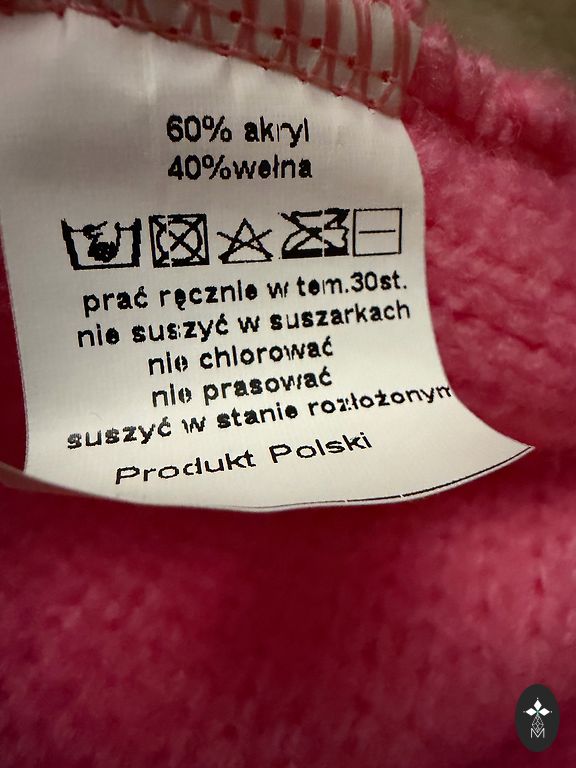 60% akryl
40%wełna
prać ręcznie w tem.30st.
nie suszyć w suszarkach
nie chlorować
nie prasować
suszyć w stanie rozłożonym
Produkt Polski
M